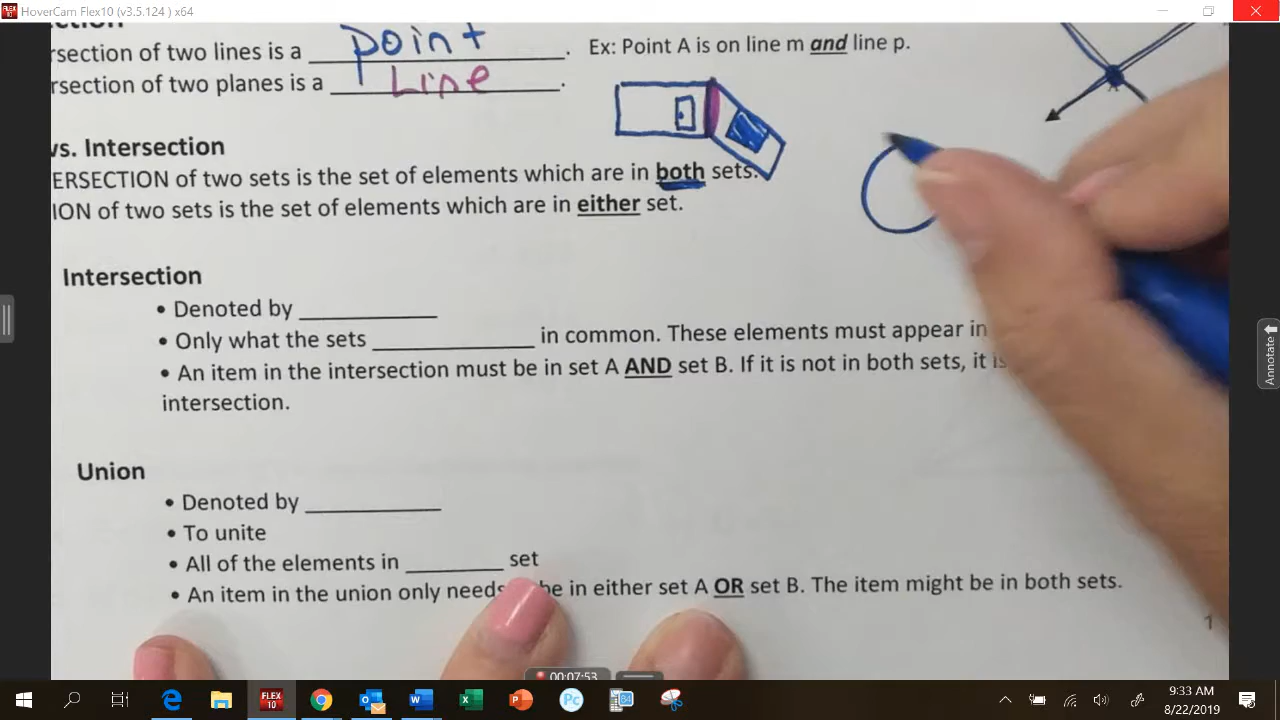 HoverCam Flex10 (v3.5.124 ) x64
rsection of two lines is a point. Ex: Point A is on line m and line p.
rsection of two planes is a Line.
vs. Intersection
ERSECTION of two sets is the set of elements which are in both sets.
ION of two sets is the set of elements which are in either set.
Intersection
• Denoted by ____________
• Only what the sets ______________ in common. These elements must appear in
• An item in the intersection must be in set A AND set B. If it is not in both sets, it is
intersection.
Union
• Denoted by ____________
• To unite
• All of the elements in ________ set
• An item in the union only needs be in either set A OR set B. The item might be in both sets.
1
Annotate
00:07:53
FLEX
10
9:33 AM
8/22/2019